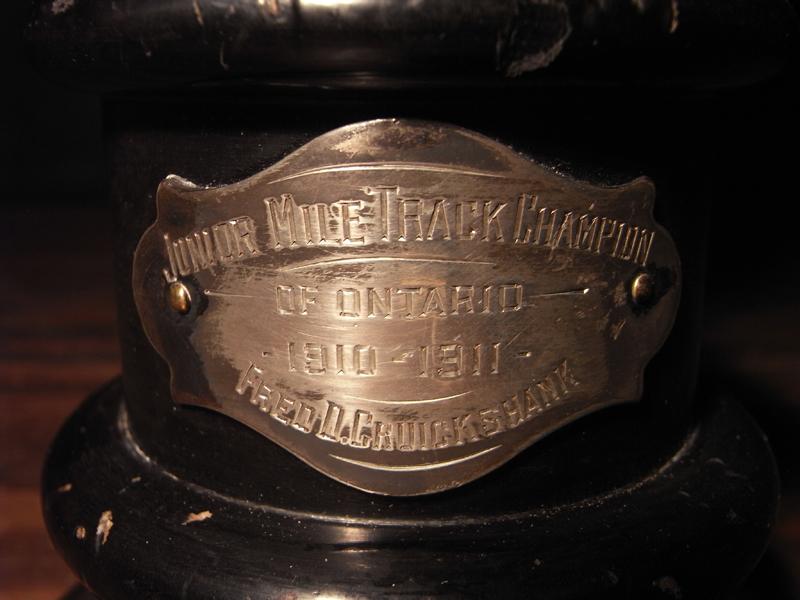 JUNIOR MILE TRACK CHAMPION
OF ONTARIO
- 1910 - 1911 -
FRED D. CRUICKSHANK